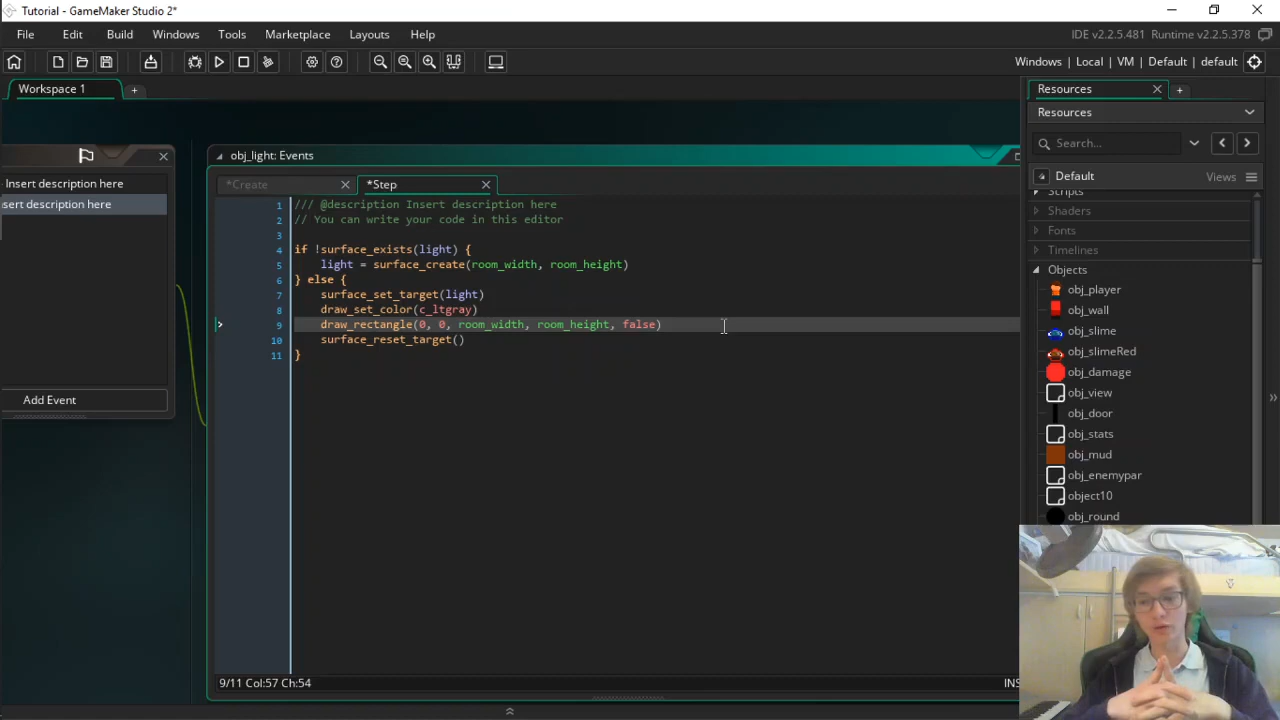 Tutorial - GameMaker Studio 2*
File Edit Build Windows Tools Marketplace Layouts Help
IDE v2.2.5.481 Runtime v2.2.5.378
Windows | Local | VM | Default | default
Workspace 1
Insert description here
nsert description here
Add Event
obj_light: Events
*Create
*Step
1 /// @description Insert description here
2 // You can write your code in this editor
3
4 if !surface_exists(light) {
5 light = surface_create(room_width, room_height)
6 } else {
7 surface_set_target(light)
8 draw_set_color(c_ltgray)
9 draw_rectangle(0, 0, room_width, room_height, false)
10 surface_reset_target()
11 }
9/11 Col:57 Ch:54
INS
Resources
Resources
Search...
Default
Views
Scripts
Shaders
Fonts
Timelines
Objects
obj_player
obj_wall
obj_slime
obj_slimeRed
obj_damage
obj_view
obj_door
obj_stats
obj_mud
obj_enemypar
object10
obj_round